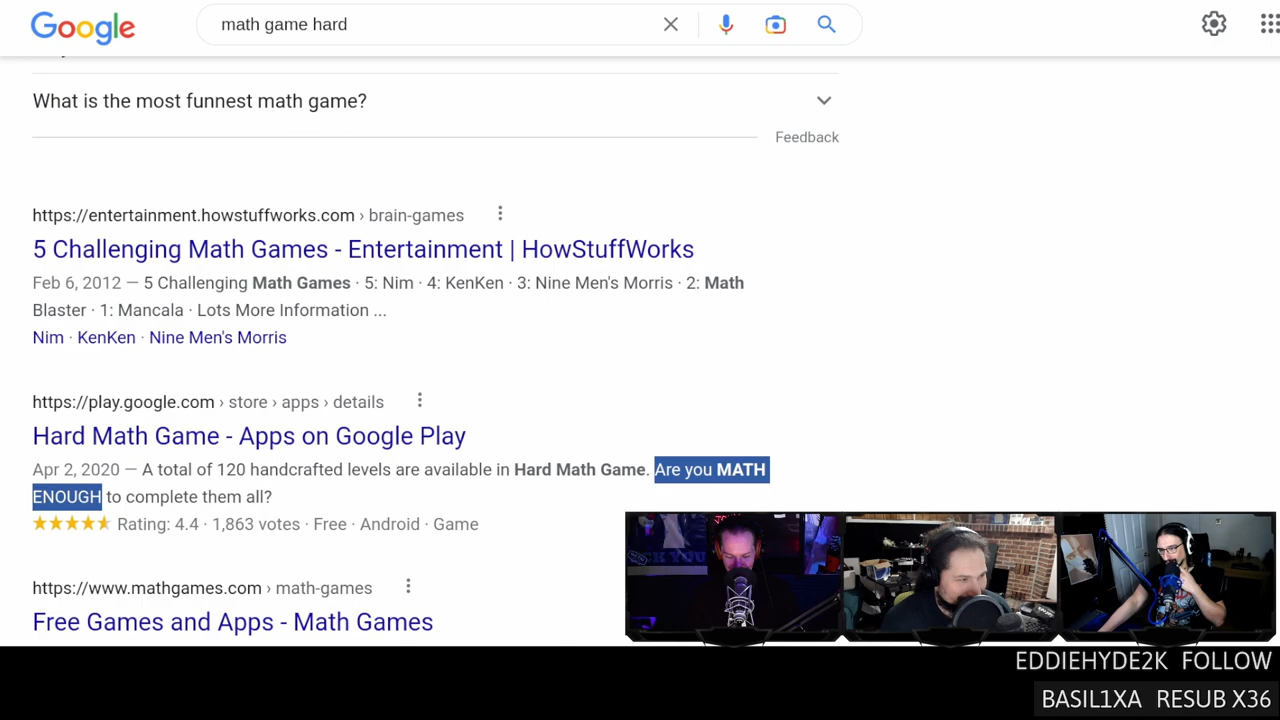 Google
math game hard
What is the most funnest math game?
Feedback
https://entertainment.howstuffworks.com › brain-games
5 Challenging Math Games - Entertainment | HowStuffWorks
Feb 6, 2012 — 5 Challenging Math Games · 5: Nim · 4: KenKen · 3: Nine Men's Morris · 2: Math
Blaster · 1: Mancala · Lots More Information ...
Nim · KenKen · Nine Men's Morris
https://play.google.com › store › apps › details
Hard Math Game - Apps on Google Play
Apr 2, 2020 — A total of 120 handcrafted levels are available in Hard Math Game. Are you MATH
ENOUGH to complete them all?
Rating: 4.4 · 1,863 votes · Free · Android · Game
https://www.mathgames.com › math-games
Free Games and Apps - Math Games
EDDIEHYDE2K FOLLOW
BASIL1XA RESUB X36